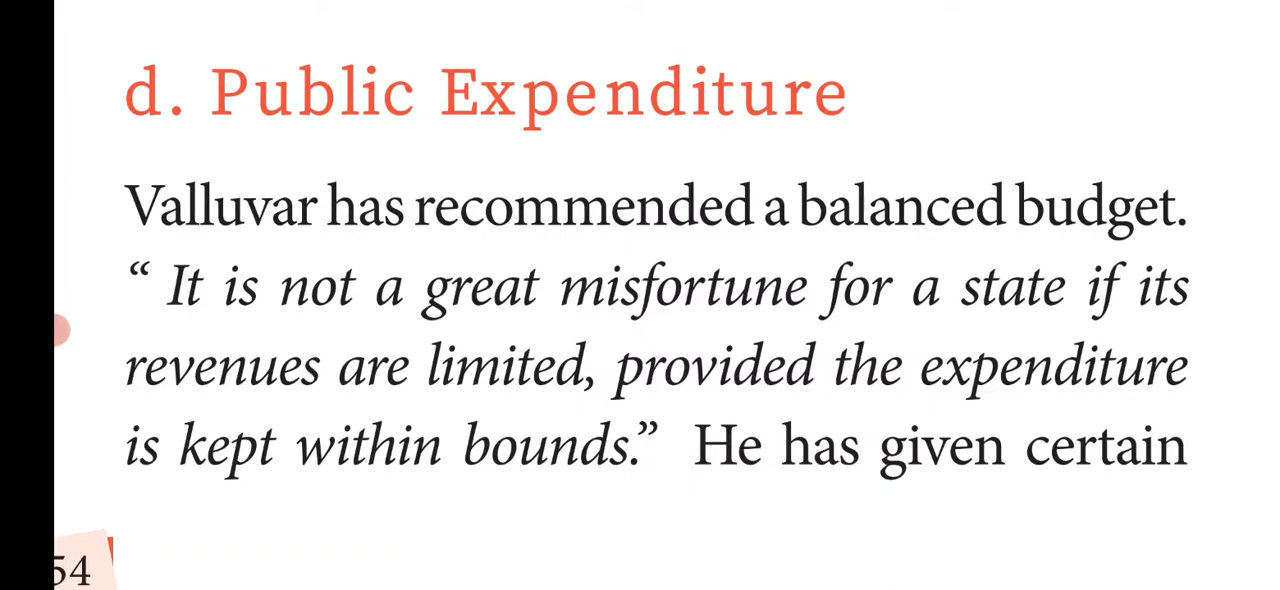 d. Public Expenditure
Valluvar has recommended a balanced budget.
“ It is not a great misfortune for a state if its
revenues are limited, provided the expenditure
is kept within bounds.” He has given certain
54